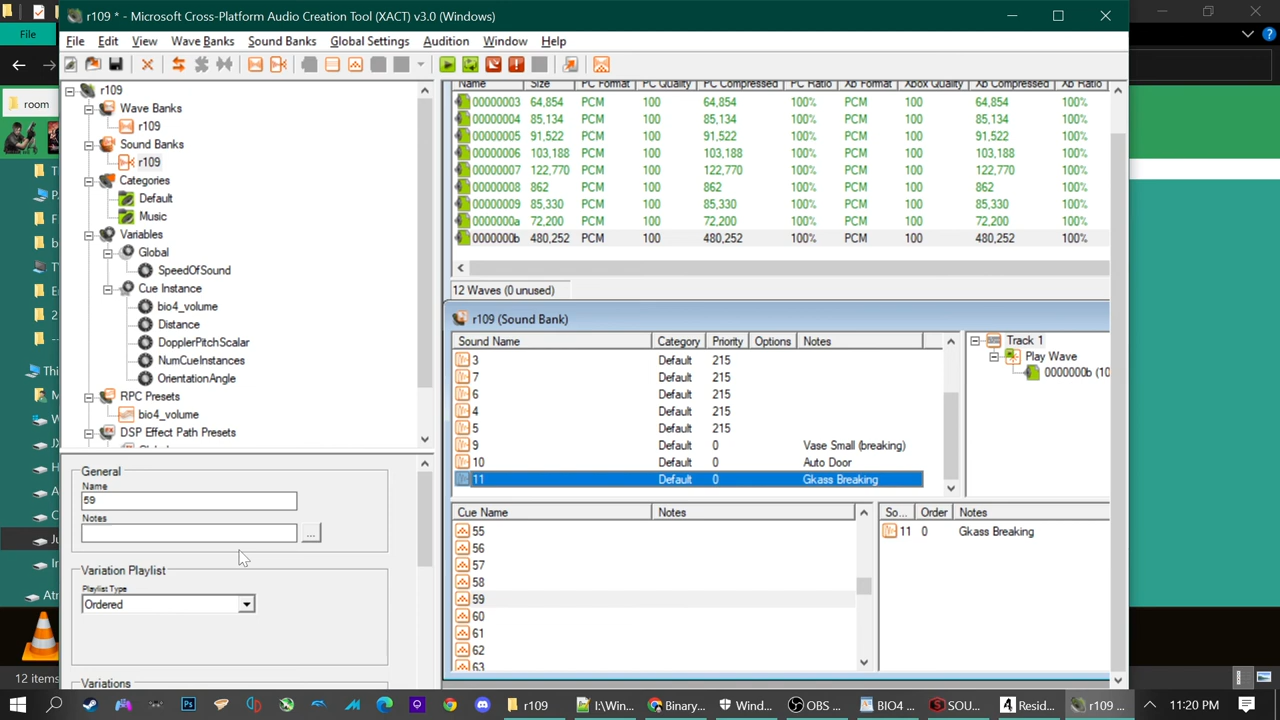 r109 * - Microsoft Cross-Platform Audio Creation Tool (XACT) v3.0 (Windows)
File
File Edit View Wave Banks Sound Banks Global Settings Audition Window Help
room
r109
Wave Banks
r109
Sound Banks
r109
Categories
Default
Music
Variables
Global
SpeedOfSound
Cue Instance
bio4_volume
Distance
DopplerPitchScalar
NumCueInstances
OrientationAngle
RPC Presets
bio4_volume
DSP Effect Path Presets
Name Size PC Format PC Quality PC Compressed PC Ratio Xb Format Xbox Quality Xb Compressed Xb Ratio
00000003 64,854 PCM 100 64,854 100% PCM 100 64,854 100%
00000004 85,134 PCM 100 85,134 100% PCM 100 85,134 100%
00000005 91,522 PCM 100 91,522 100% PCM 100 91,522 100%
00000006 103,188 PCM 100 103,188 100% PCM 100 103,188 100%
00000007 122,770 PCM 100 122,770 100% PCM 100 122,770 100%
00000008 862 PCM 100 862 100% PCM 100 862 100%
00000009 85,330 PCM 100 85,330 100% PCM 100 85,330 100%
0000000a 72,200 PCM 100 72,200 100% PCM 100 72,200 100%
0000000b 480,252 PCM 100 480,252 100% PCM 100 480,252 100%
12 Waves (0 unused)
r109 (Sound Bank)
Sound Name Category Priority Options Notes
3 Default 215
7 Default 215
6 Default 215
4 Default 215
5 Default 215
9 Default 0 Vase Small (breaking)
10 Default 0 Auto Door
11 Default 0 Gkass Breaking
Track 1
Play Wave
0000000b (10
Cue Name Notes
55
56
57
58
59
60
61
62
63
So... Order Notes
11 0 Gkass Breaking
General
Name
59
Notes
...
Variation Playlist
Playlist Type
Ordered
Variations
12 items
r109
I:\Win...
Binary...
Wind...
OBS ...
BIO4 ...
SOU...
Resid...
r109 ...
11:20 PM